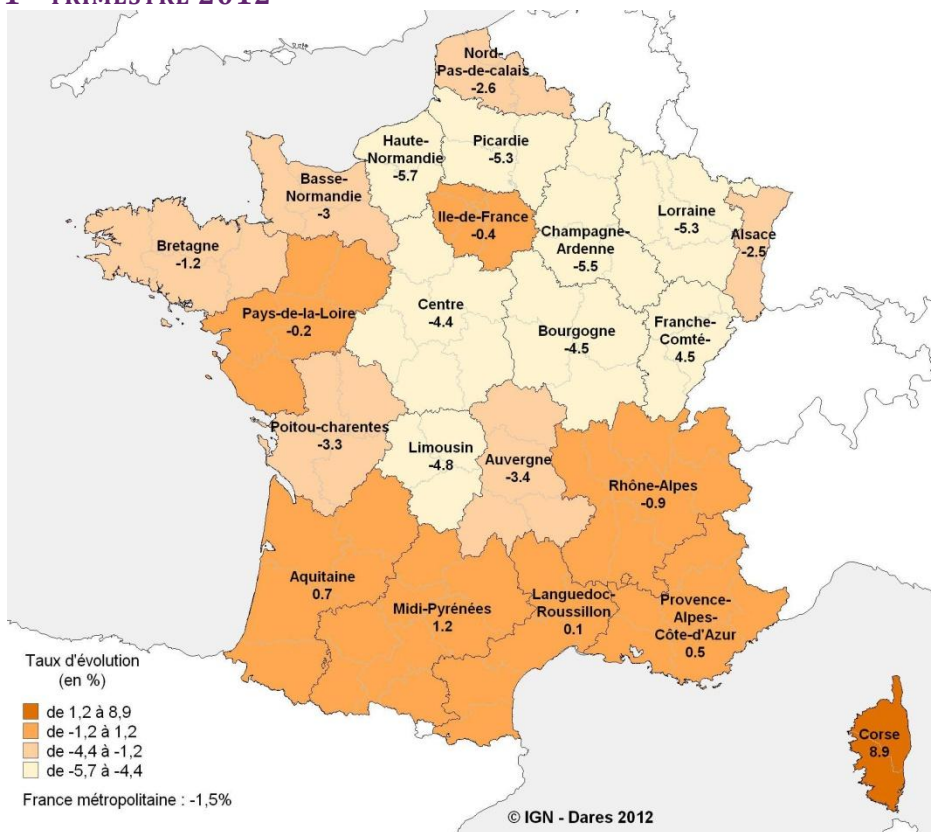 TRIMESTRE 2012
Nord-
Pas-de-calais
-2.6
Haute-
Normandie
-5.7
Picardie
-5.3
Basse-
Normandie
-3
Ile-de-France
-0.4
Champagne-
Ardenne
-5.5
Lorraine
-5.3
Alsace
-2.5
Bretagne
-1.2
Pays-de-la-Loire
-0.2
Centre
-4.4
Bourgogne
-4.5
Franche-
Comté-
4.5
Poitou-charentes
-3.3
Limousin
-4.8
Auvergne
-3.4
Rhône-Alpes
-0.9
Aquitaine
0.7
Midi-Pyrénées
1.2
Languedoc-
Roussillon
0.1
Provence-
Alpes-
Côte-d'Azur
0.5
Corse
8.9
Taux d'évolution
(en %)
de 1,2 à 8,9
de -1,2 à 1,2
de -4,4 à -1,2
de -5,7 à -4,4
France métropolitaine : -1,5%
© IGN - Dares 2012